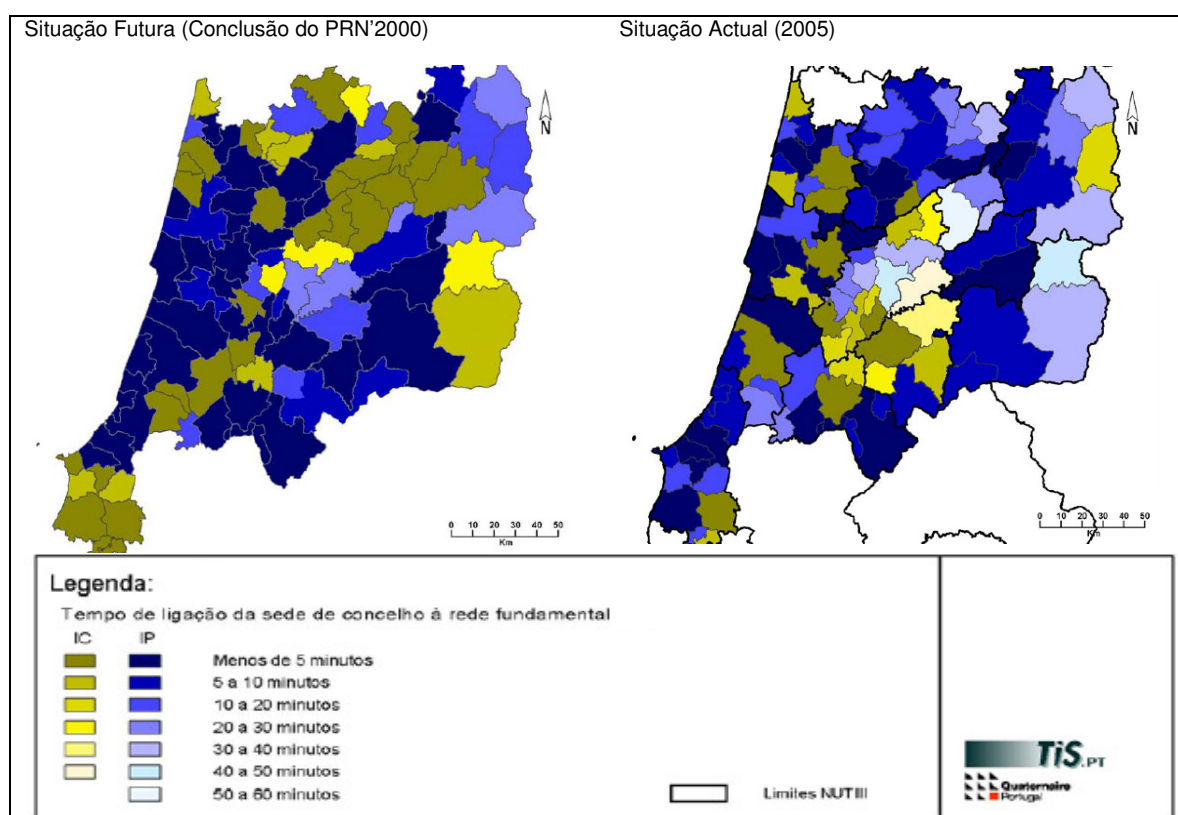 Situação Futura (Conclusão do PRN'2000)
Situação Actual (2005)
N
N
0 10 20 30 40 50
Km
0 10 20 30 40 50
Km
Legenda:
Tempo de ligação da sede de concelho à rede fundamental
IC IP
Menos de 5 minutos
5 a 10 minutos
10 a 20 minutos
20 a 30 minutos
30 a 40 minutos
40 a 50 minutos
50 a 60 minutos
Limites NUTIII
TiS.PT
Quaternaire
Portugal